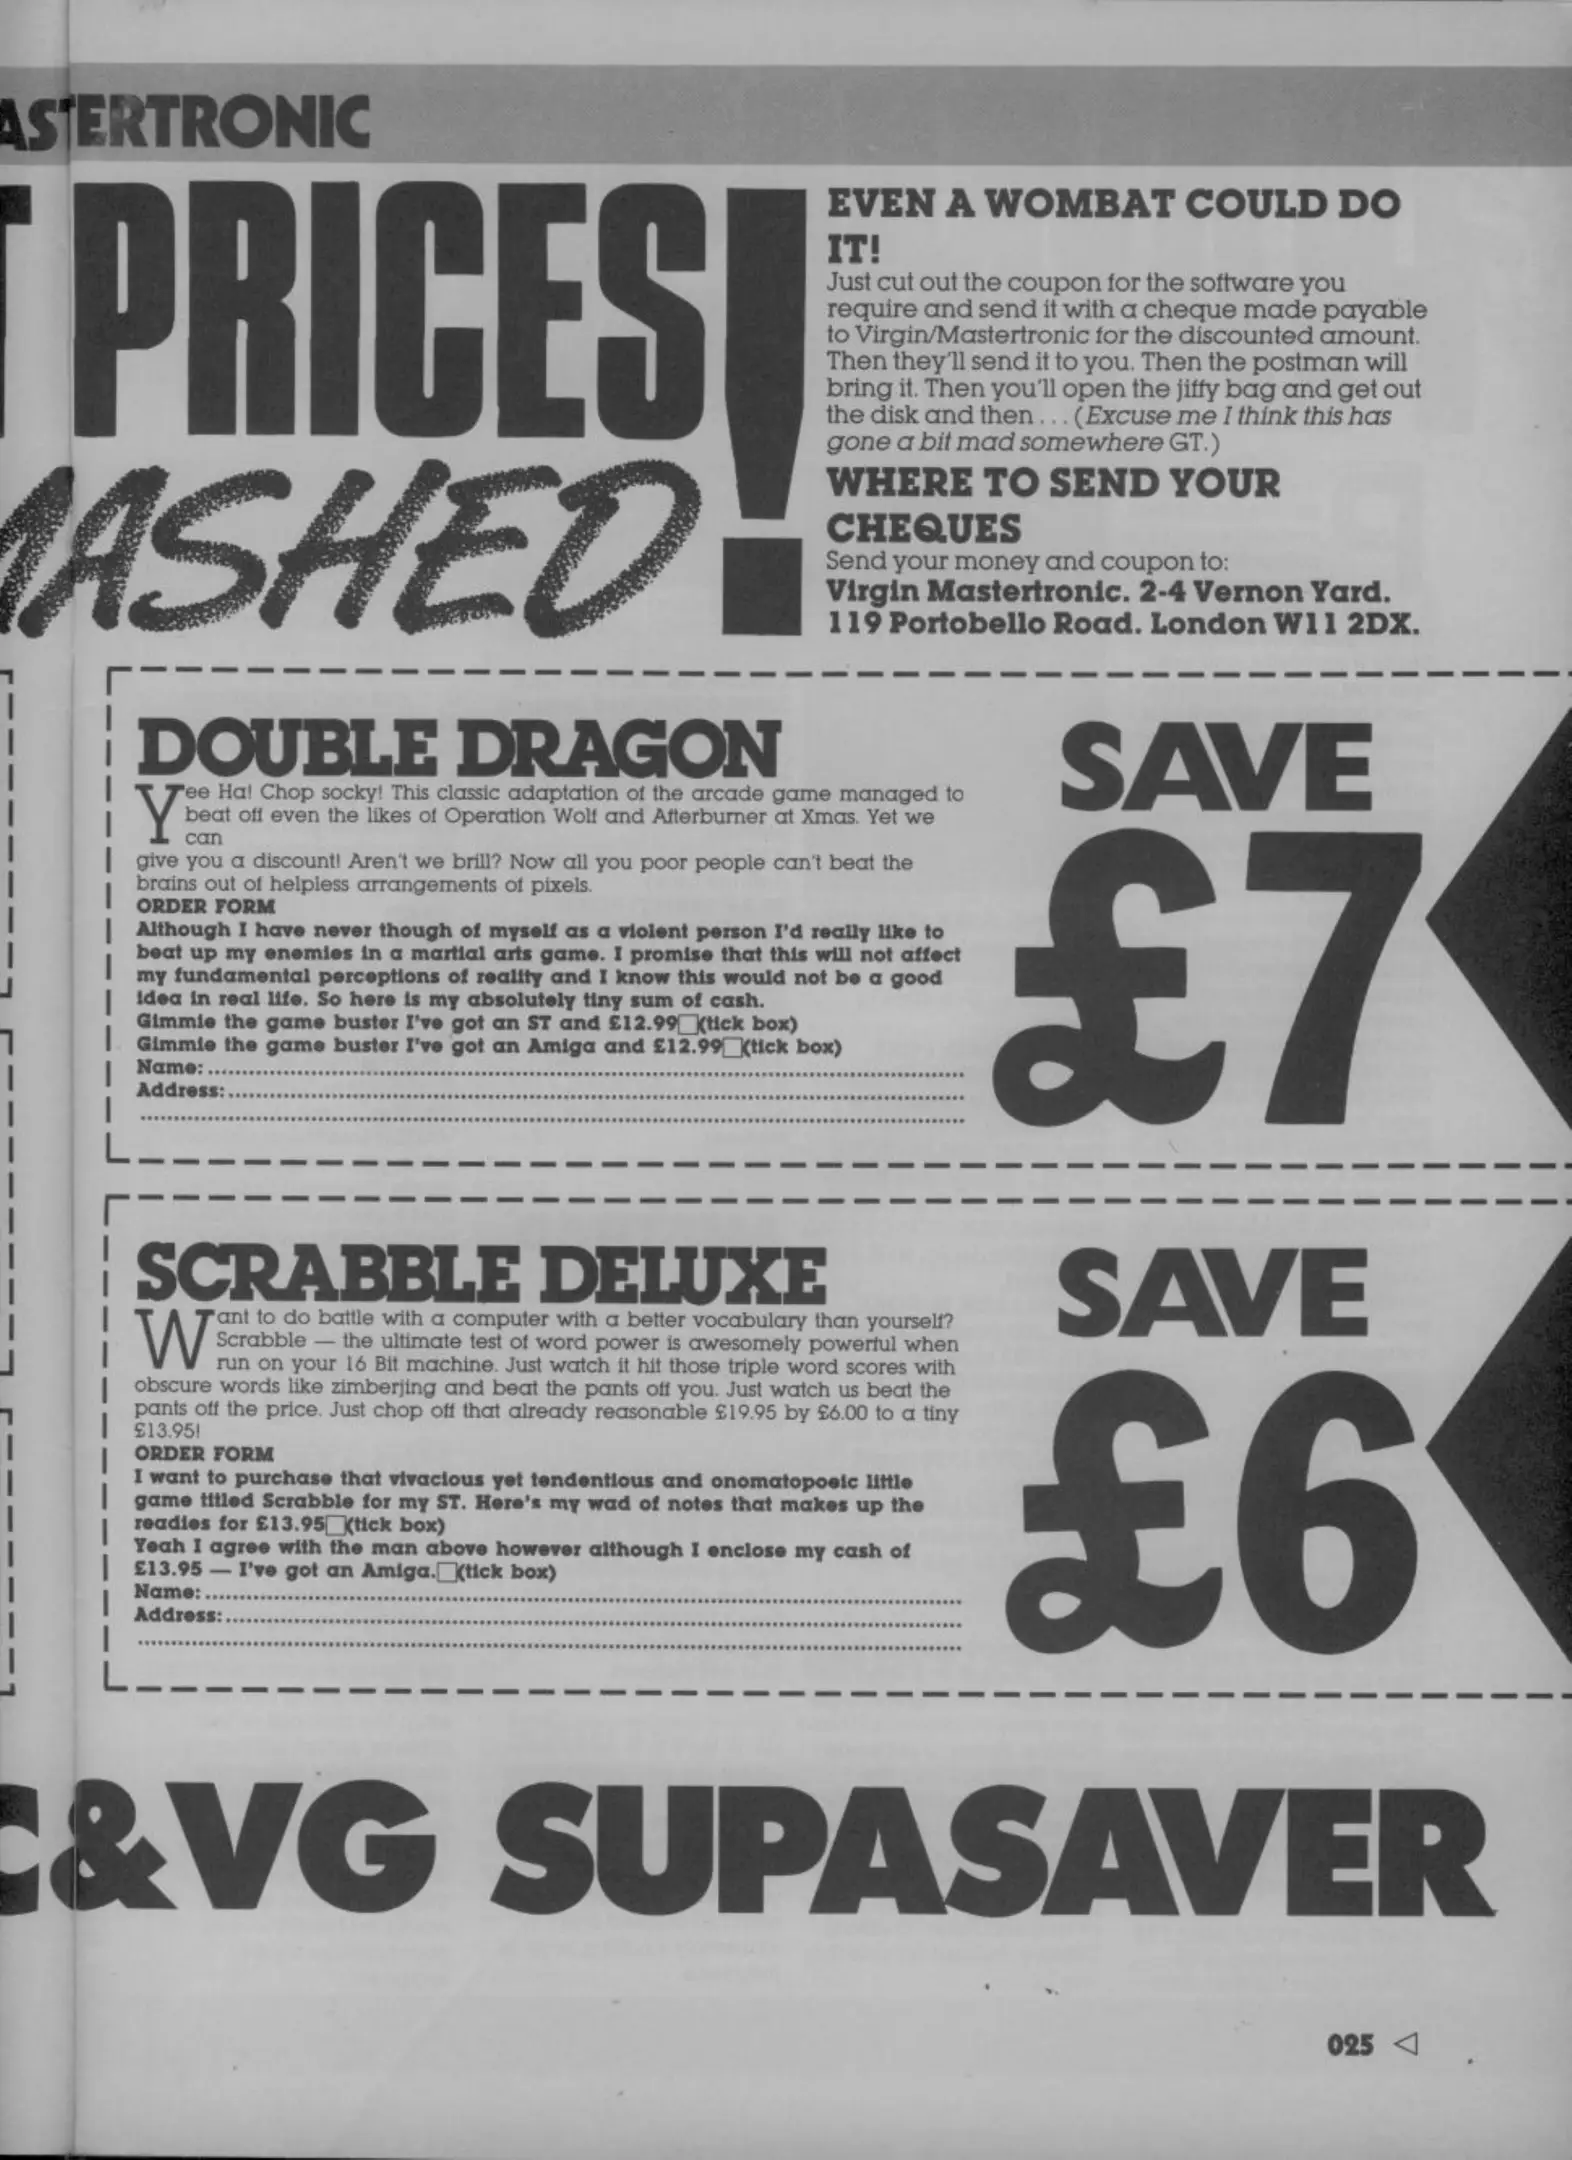 ASTERTRONIC
T PRICES!
MASHED
EVEN A WOMBAT COULD DO
IT!
Just cut out the coupon for the software you
require and send it with a cheque made payable
to Virgin/Mastertronic for the discounted amount.
Then they'll send it to you. Then the postman will
bring it. Then you'll open the jiffy bag and get out
the disk and then . . . (Excuse me I think this has
gone a bit mad somewhere GT.)
WHERE TO SEND YOUR
CHEQUES
Send your money and coupon to:
Virgin Mastertronic. 2-4 Vernon Yard.
119 Portobello Road. London W11 2DX.
DOUBLE DRAGON
Yee Ha! Chop socky! This classic adaptation of the arcade game managed to
beat off even the likes of Operation Wolf and Afterburner at Xmas. Yet we
can
give you a discount! Aren't we brill? Now all you poor people can't beat the
brains out of helpless arrangements of pixels.
ORDER FORM
Although I have never though of myself as a violent person I'd really like to
beat up my enemies in a martial arts game. I promise that this will not affect
my fundamental perceptions of reality and I know this would not be a good
idea in real life. So here is my absolutely tiny sum of cash.
Gimmie the game buster I've got an ST and £12.99 (tick box)
Gimmie the game buster I've got an Amiga and £12.99 (tick box)
Name:
Address:
SAVE
£7
SCRABBLE DELUXE
Want to do battle with a computer with a better vocabulary than yourself?
Scrabble — the ultimate test of word power is awesomely powerful when
run on your 16 Bit machine. Just watch it hit those triple word scores with
obscure words like zimberjing and beat the pants off you. Just watch us beat the
pants off the price. Just chop off that already reasonable £19.95 by £6.00 to a tiny
£13.95!
ORDER FORM
I want to purchase that vivacious yet tendentious and onomatopoeic little
game titled Scrabble for my ST. Here's my wad of notes that makes up the
readies for £13.95 (tick box)
Yeah I agree with the man above however although I enclose my cash of
£13.95 — I've got an Amiga. (tick box)
Name:
Address:
SAVE
£6
C&VG SUPASAVER
025